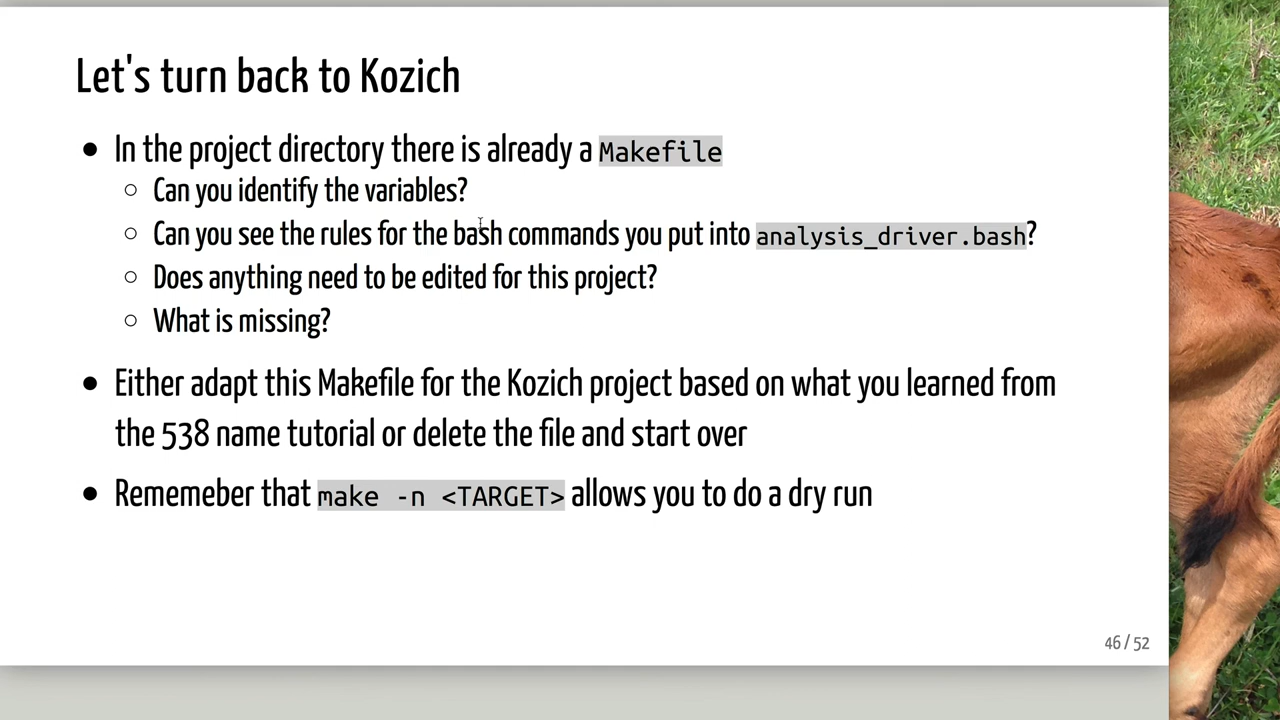 Let's turn back to Kozich
In the project directory there is already a Makefile
Can you identify the variables?
Can you see the rules for the bash commands you put into analysis_driver.bash?
Does anything need to be edited for this project?
What is missing?
Either adapt this Makefile for the Kozich project based on what you learned from
the 538 name tutorial or delete the file and start over
Rememeber that make -n <TARGET> allows you to do a dry run
46 / 52